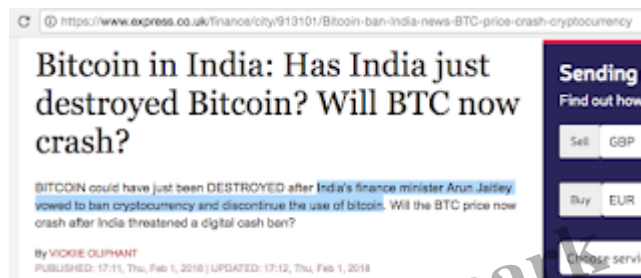 https://www.express.co.uk/finance/city/913101/Bitcoin-ban-India-news-BTC-price-crash-cryptocurrency
Bitcoin in India: Has India just
destroyed Bitcoin? Will BTC now
crash?
BITCOIN could have just been DESTROYED after India's finance minister Arun Jaitley
vowed to ban cryptocurrency and discontinue the use of bitcoin. Will the BTC price now
crash after India threatened a digital cash ban?
By VICKIE OLIPHANT
PUBLISHED: 17:11, Thu, Feb 1, 2018 | UPDATED: 17:12, Thu, Feb 1, 2018
Sending
Find out how
Sell GBP
Buy EUR
Choose servi